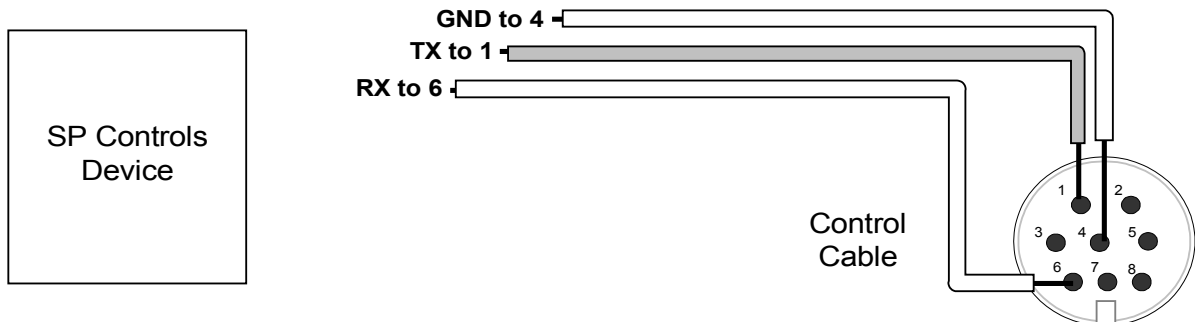 GND to 4
TX to 1
RX to 6
SP Controls
Device
Control
Cable
1 2
3 4 5
6 7 8